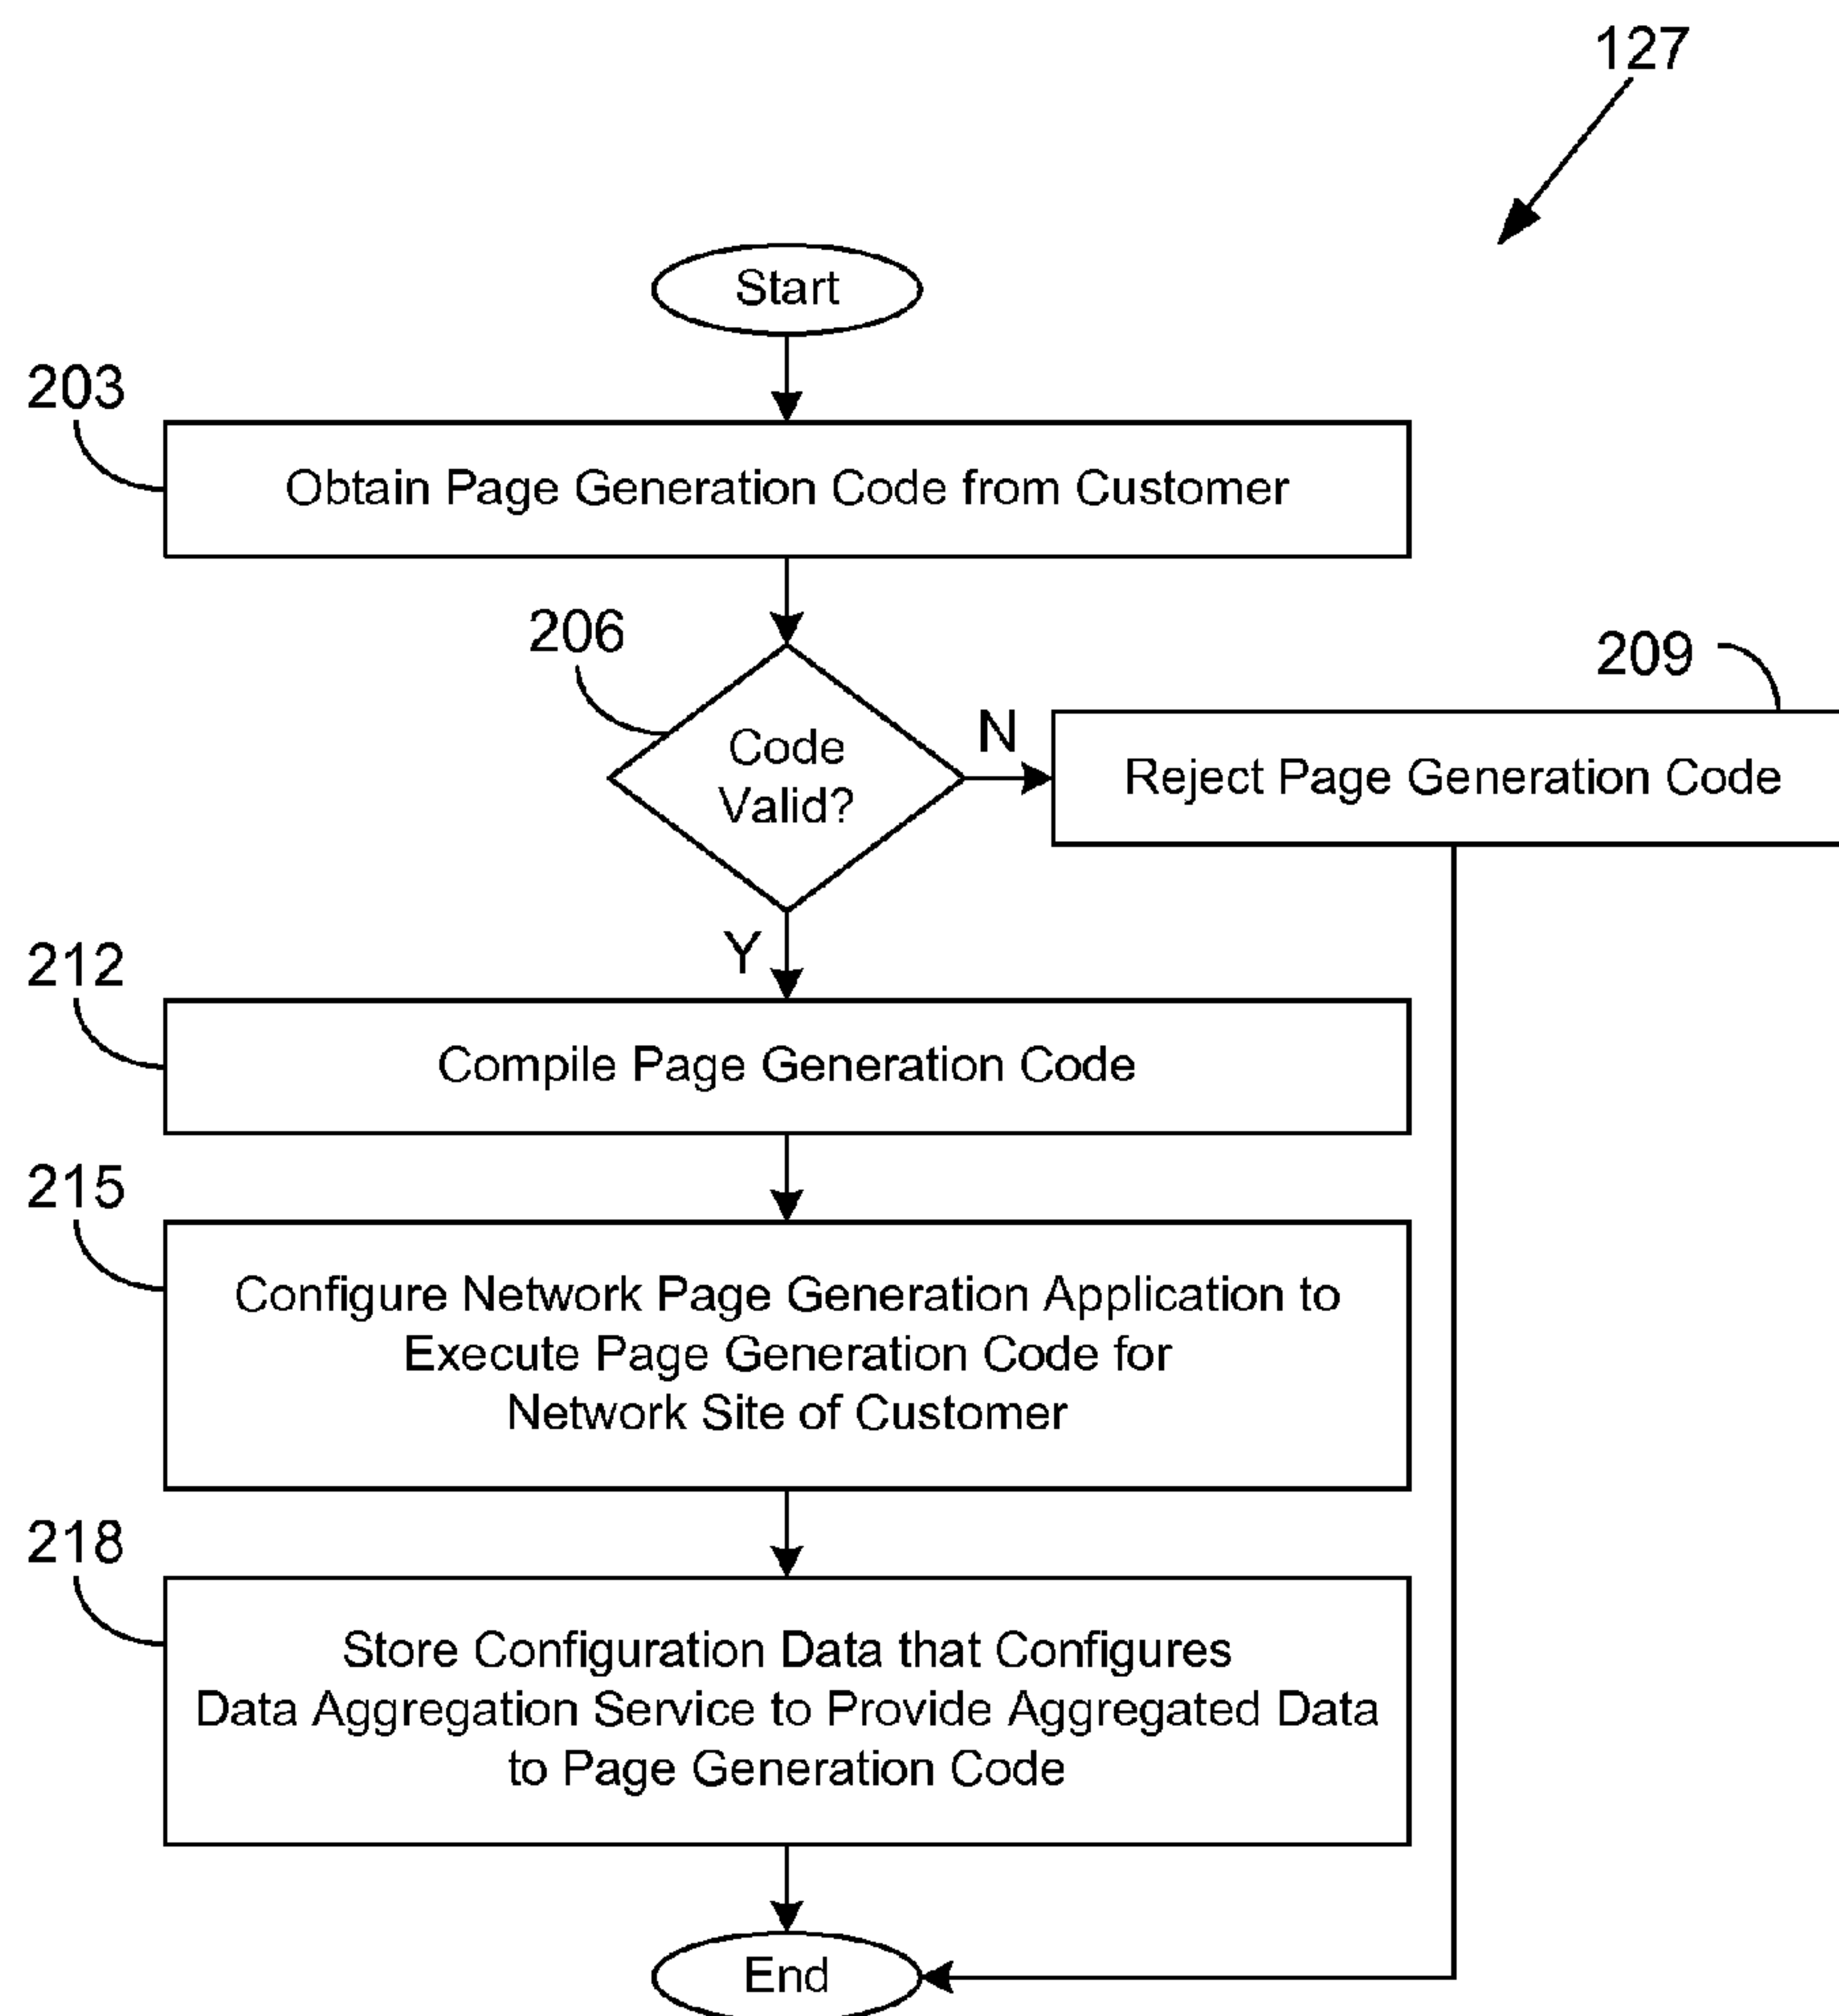 127
Start
203
Obtain Page Generation Code from Customer
206
Code
Valid?
N
209
Reject Page Generation Code
Y
212
Compile Page Generation Code
215
Configure Network Page Generation Application to
Execute Page Generation Code for
Network Site of Customer
218
Store Configuration Data that Configures
Data Aggregation Service to Provide Aggregated Data
to Page Generation Code
End